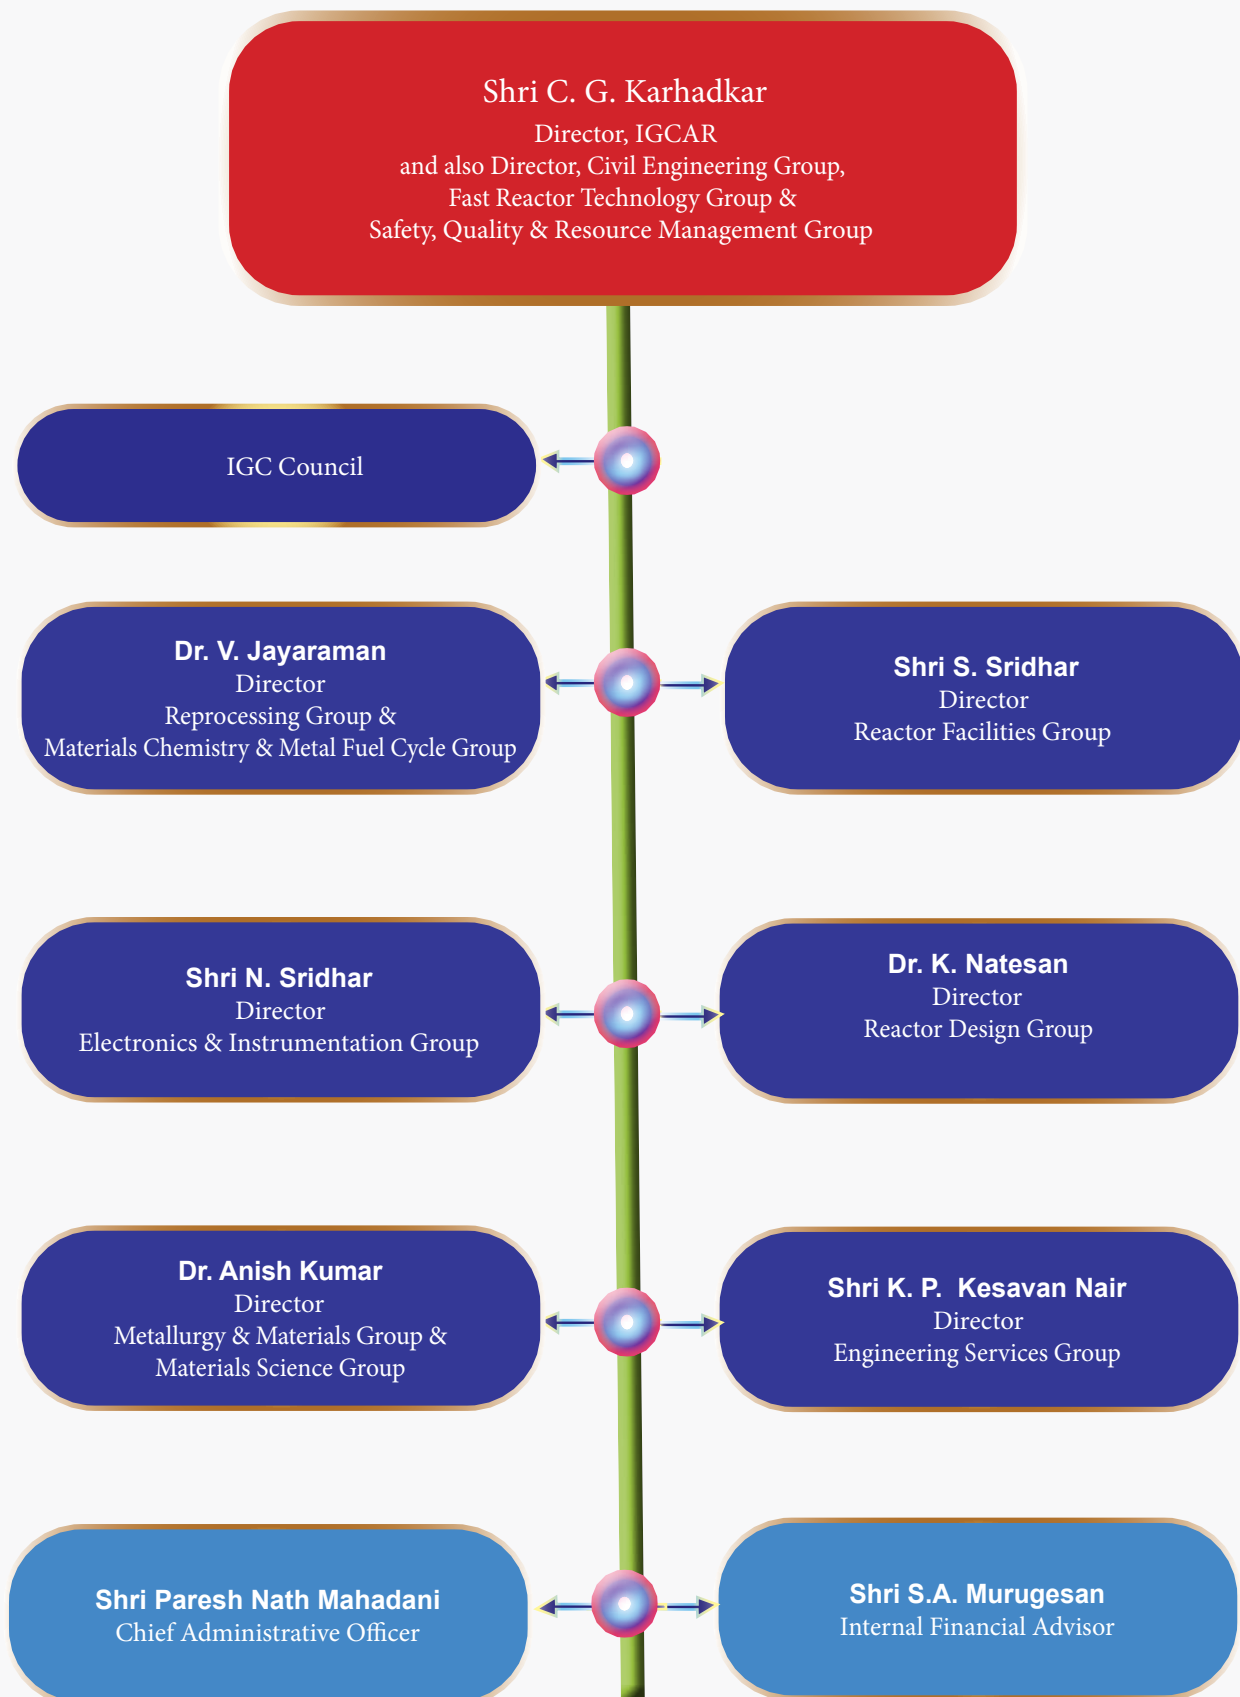 Shri C. G. Karhadkar
Director, IGCAR
and also Director, Civil Engineering Group,
Fast Reactor Technology Group &
Safety, Quality & Resource Management Group
IGC Council
Dr. V. Jayaraman
Director
Reprocessing Group &
Materials Chemistry & Metal Fuel Cycle Group
Shri S. Sridhar
Director
Reactor Facilities Group
Shri N. Sridhar
Director
Electronics & Instrumentation Group
Dr. K. Natesan
Director
Reactor Design Group
Dr. Anish Kumar
Director
Metallurgy & Materials Group &
Materials Science Group
Shri K. P. Kesavan Nair
Director
Engineering Services Group
Shri Paresh Nath Mahadani
Chief Administrative Officer
Shri S.A. Murugesan
Internal Financial Advisor